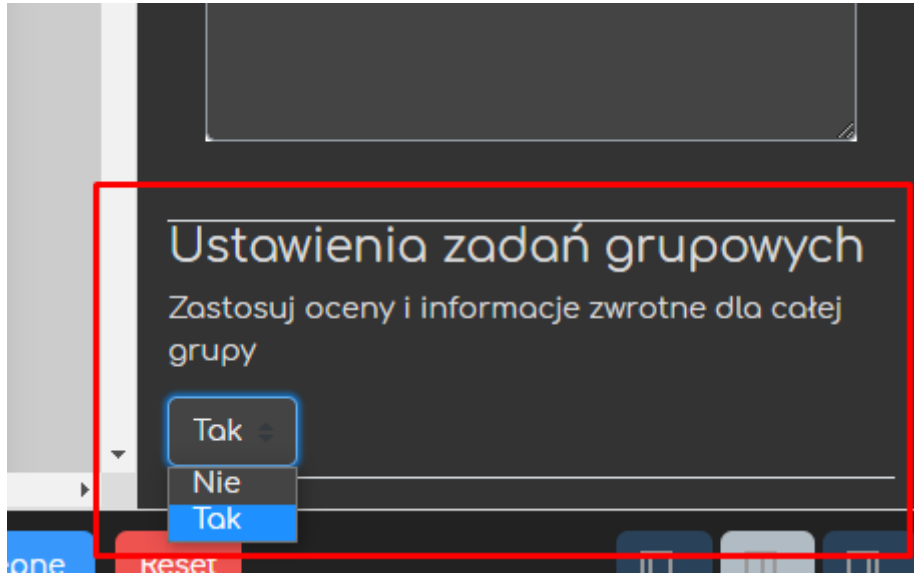 Ustawienia zadań grupowych
Zastosuj oceny i informacje zwrotne dla całej
grupy
Tak
Nie
Tak
Reset